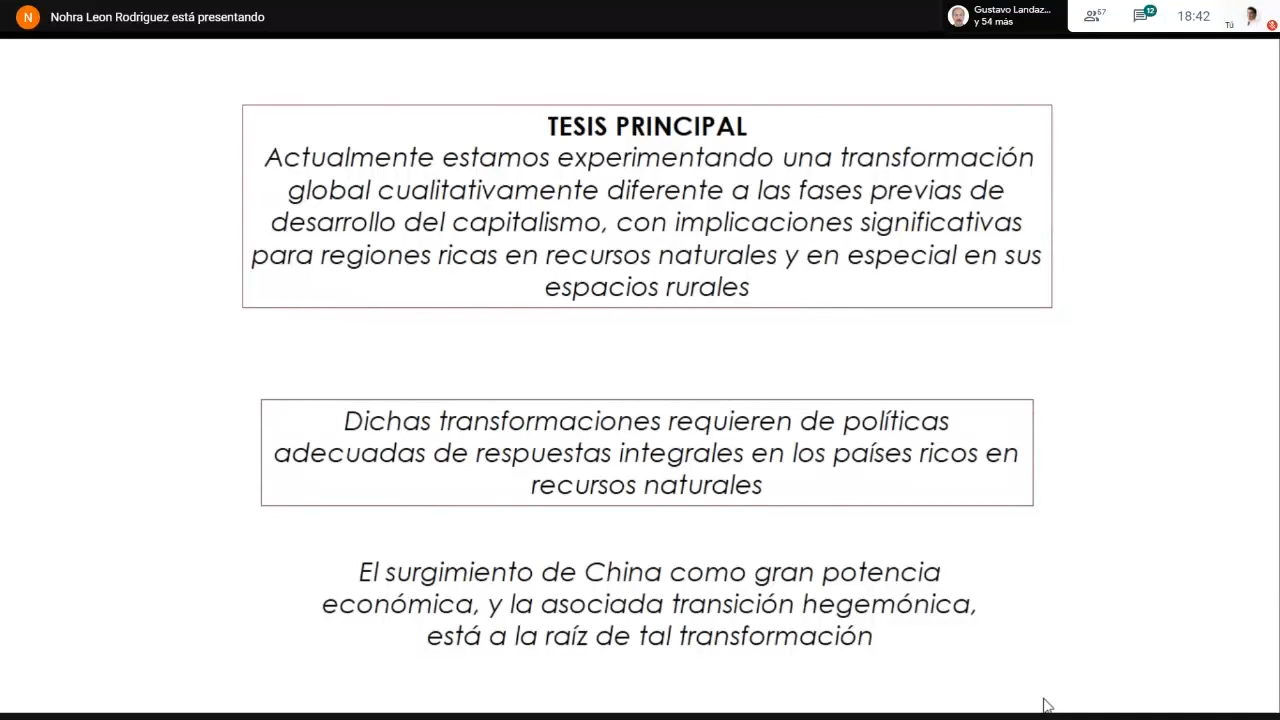 N
Nohra Leon Rodriguez está presentando
Gustavo Landaz...
y 54 más
57
12
18:42
Tú
TESIS PRINCIPAL
Actualmente estamos experimentando una transformación
global cualitativamente diferente a las fases previas de
desarrollo del capitalismo, con implicaciones significativas
para regiones ricas en recursos naturales y en especial en sus
espacios rurales
Dichas transformaciones requieren de políticas
adecuadas de respuestas integrales en los países ricos en
recursos naturales
El surgimiento de China como gran potencia
económica, y la asociada transición hegemónica,
está a la raíz de tal transformación